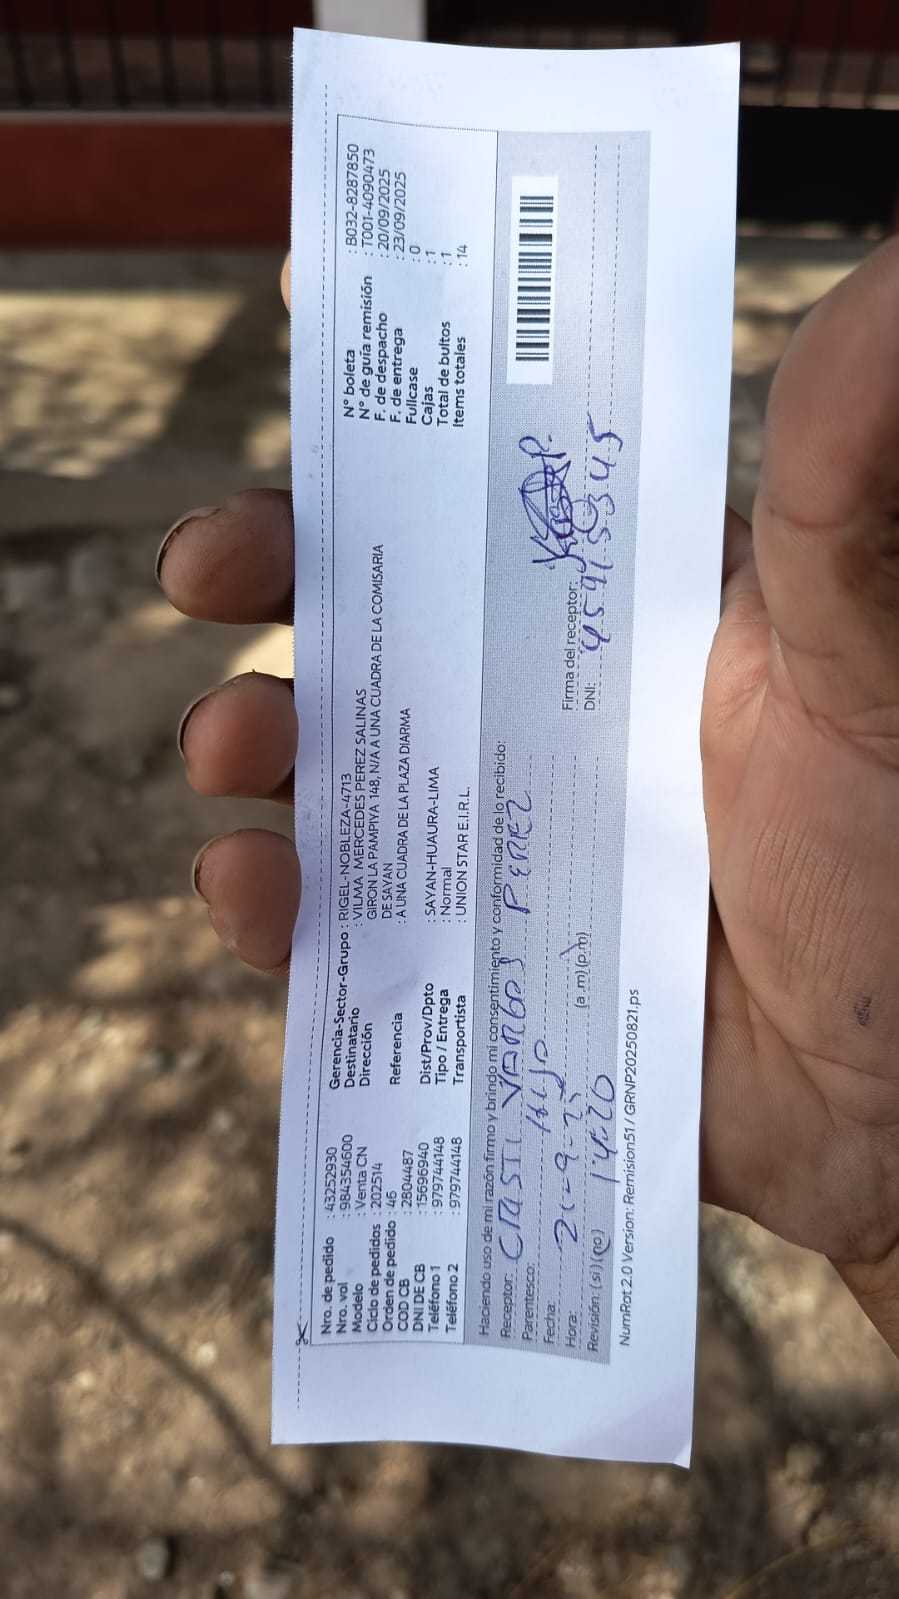 Nro. de pedido : 43252930
Nro. vol : 984354600
Modelo : Venta CN
Ciclo de pedidos : 202514
Orden de pedido : 46
COD CB : 2804487
DNI DE CB : 15696940
Teléfono 1 : 979744148
Teléfono 2 : 979744148
Gerencia-Sector-Grupo : RIGEL-NOBLEZA-4713
Destinatario : VILMA MERCEDES PEREZ SALINAS
Dirección GIRON LA PAMPIYA 148, N/A A UNA CUADRA DE LA COMISARIA
DE SAYAN
Referencia : A UNA CUADRA DE LA PLAZA DIARMA
Dist/Prov/Dpto : SAYAN-HUAURA-LIMA
Tipo / Entrega : Normal
Transportista : UNION STAR E.I.R.L.
N° boleta : B032-8287850
N° de guía remisión : T001-4090473
F. de despacho : 20/09/2025
F. de entrega : 23/09/2025
Fullcase : 0
Cajas : 1
Total de bultos 1
Items totales : 14
Haciendo uso de mi razón firmo y brindo mi consentimiento y conformidad de lo recibido:
Receptor: VARGAS PEREZ
Parentesco: HIJO
Fecha:
Hora: 14:20 (a .m) (p.m)
Revisión: (si) (no)
Firma del receptor:
DNI:
NumRot.2.0 Version: Remision51 / GRNP20250821.ps